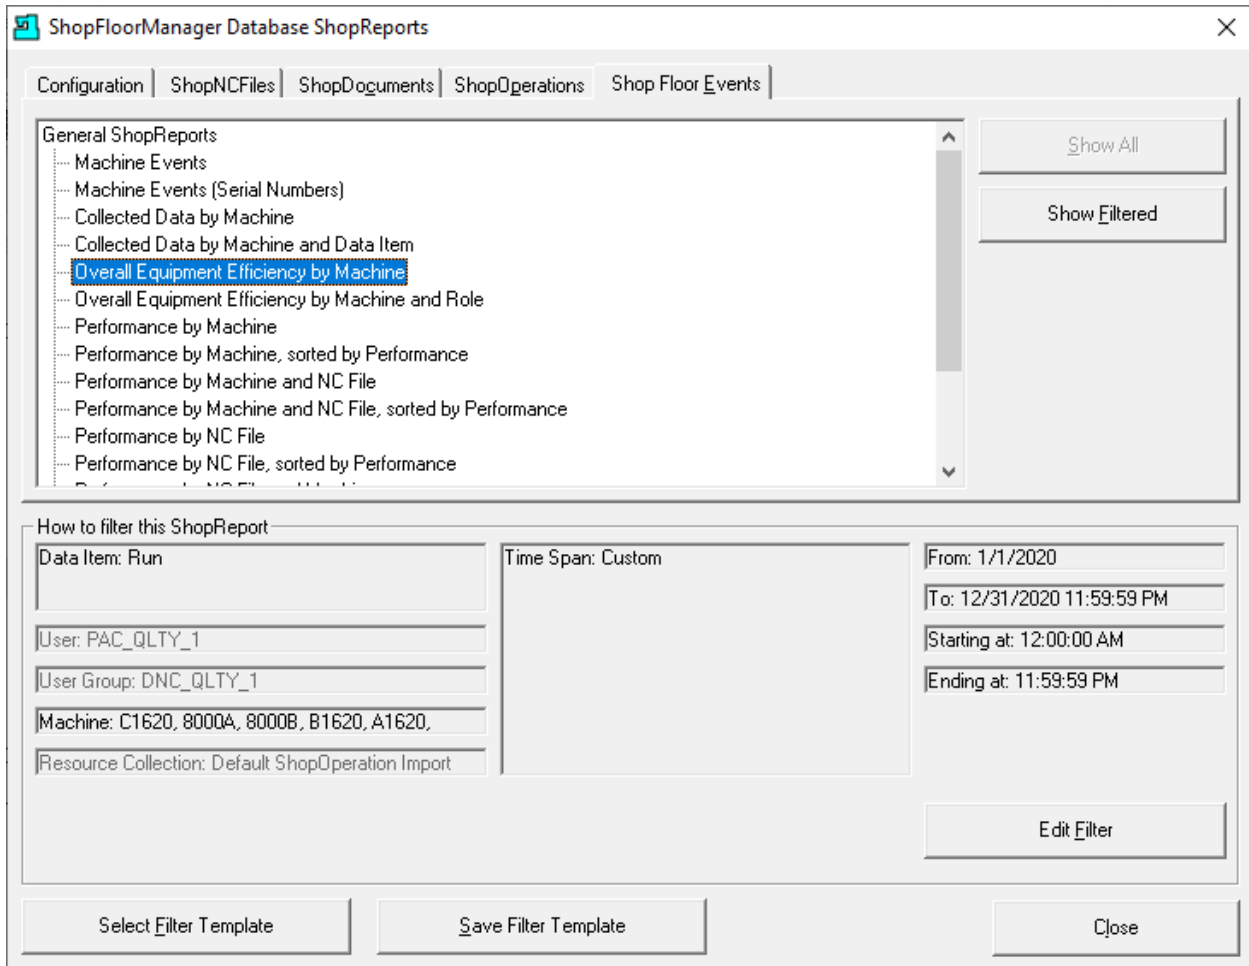 ShopFloorManager Database ShopReports
Configuration
ShopNCFiles
ShopDocuments
ShopOperations
Shop Floor Events
General ShopReports
Machine Events
Machine Events (Serial Numbers)
Collected Data by Machine
Collected Data by Machine and Data Item
Overall Equipment Efficiency by Machine
Overall Equipment Efficiency by Machine and Role
Performance by Machine
Performance by Machine, sorted by Performance
Performance by Machine and NC File
Performance by Machine and NC File, sorted by Performance
Performance by NC File
Performance by NC File, sorted by Performance
Show All
Show Filtered
How to filter this ShopReport
Data Item: Run
User: PAC_QLTY_1
User Group: DNC_QLTY_1
Machine: C1620, 8000A, 8000B, B1620, A1620,
Resource Collection: Default ShopOperation Import
Time Span: Custom
From: 1/1/2020
To: 12/31/2020 11:59:59 PM
Starting at: 12:00:00 AM
Ending at: 11:59:59 PM
Edit Filter
Select Filter Template
Save Filter Template
Close